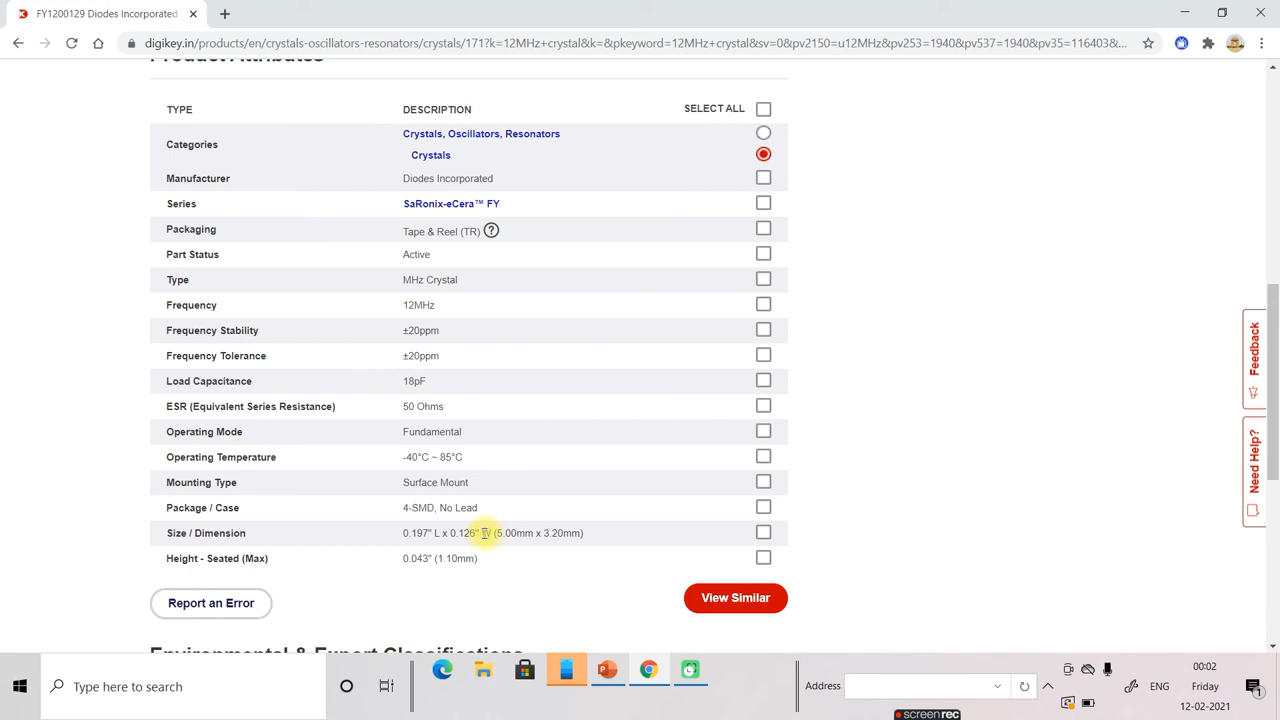 FY1200129 Diodes Incorporated
digikey.in/products/en/crystals-oscillators-resonators/crystals/171?k=12MHz+crystal&k=&pkeyword=12MHz+crystal&sv=0&pv2150=u12MHz&pv253=1940&pv537=1940&pv35=116403&...
Product Attributes
TYPE DESCRIPTION SELECT ALL
Categories Crystals, Oscillators, Resonators
Crystals
Manufacturer Diodes Incorporated
Series SaRonix-eCera™ FY
Packaging Tape & Reel (TR) ?
Part Status Active
Type MHz Crystal
Frequency 12MHz
Frequency Stability ±20ppm
Frequency Tolerance ±20ppm
Load Capacitance 18pF
ESR (Equivalent Series Resistance) 50 Ohms
Operating Mode Fundamental
Operating Temperature -40°C ~ 85°C
Mounting Type Surface Mount
Package / Case 4-SMD, No Lead
Size / Dimension 0.197" L x 0.126" W (5.00mm x 3.20mm)
Height - Seated (Max) 0.043" (1.10mm)
Report an Error View Similar
Environmental & Export Classifications
Feedback
Need Help?
Type here to search
Address
ENG
00:02
Friday
12-02-2021
1
screenrec